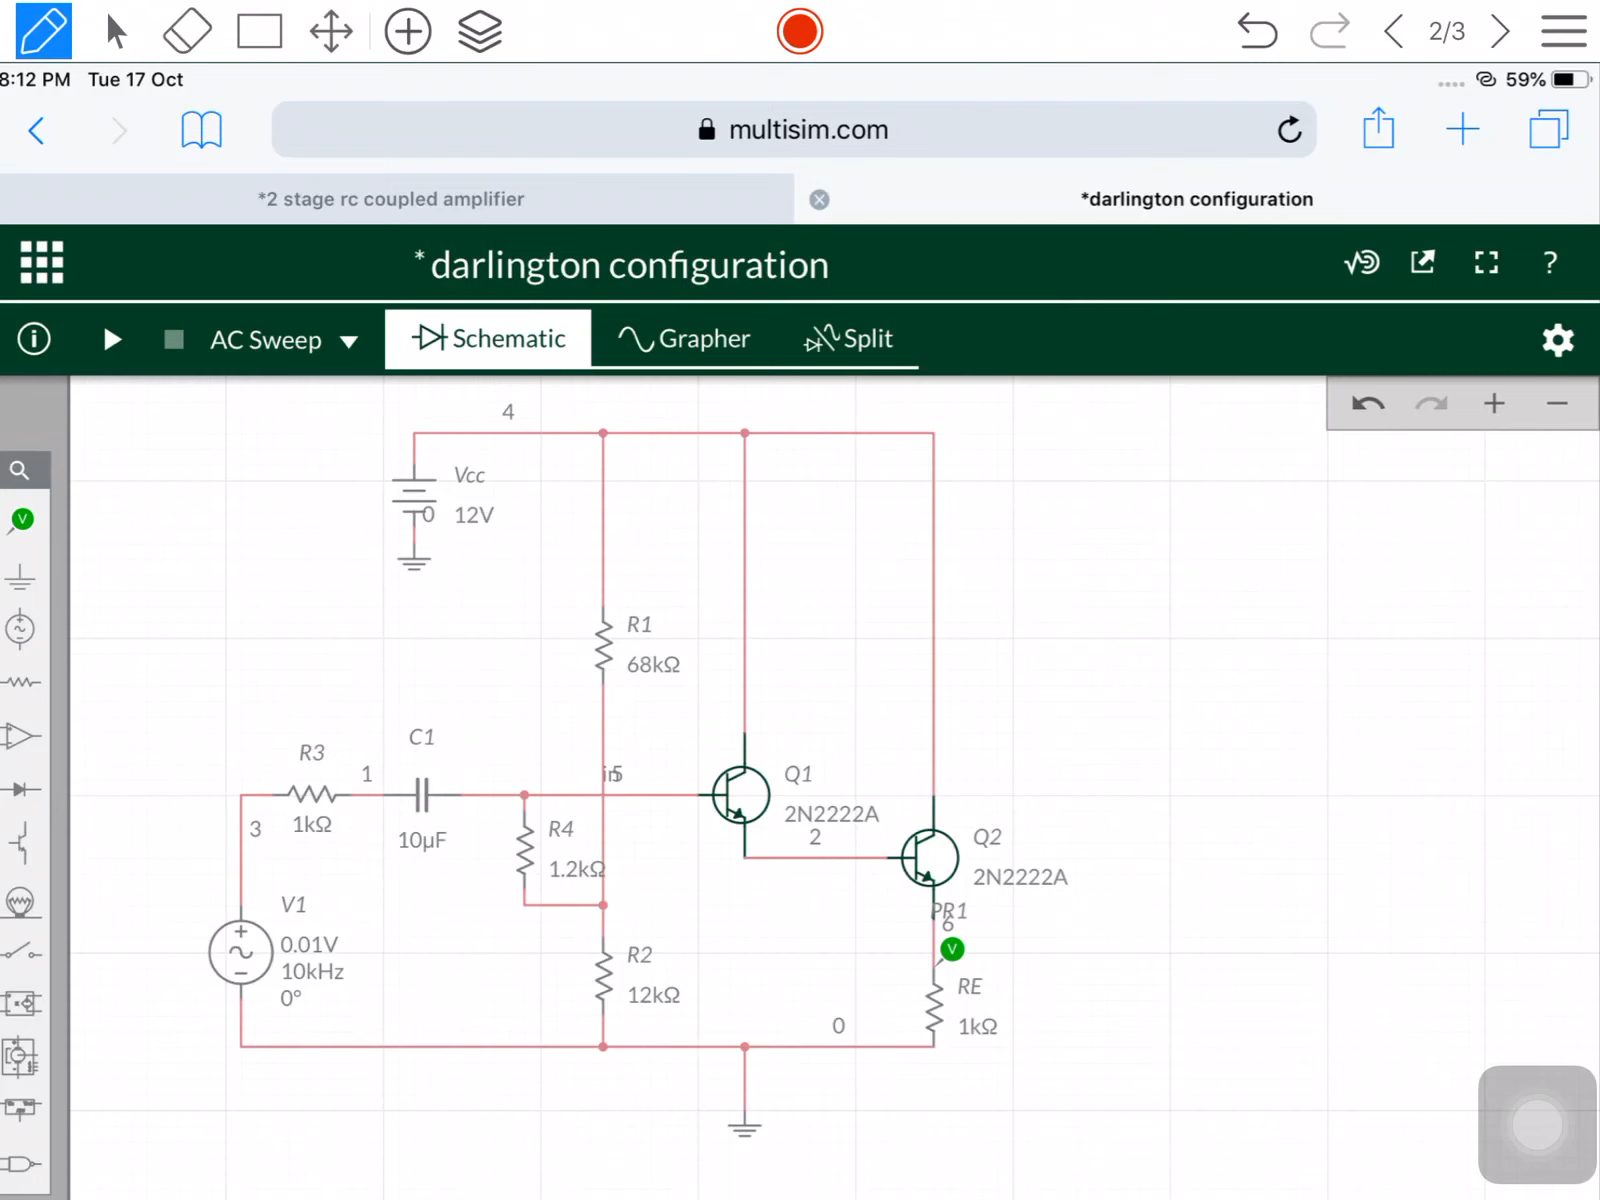 2/3
8:12 PM Tue 17 Oct
59%
multisim.com
*2 stage rc coupled amplifier
*darlington configuration
* darlington configuration
?
AC Sweep
Schematic
Grapher
Split
4
Vcc
0
12V
R1
68kΩ
C1
R3
1
in
5
Q1
1kΩ
2N2222A
3
10µF
R4
2
Q2
1.2kΩ
2N2222A
V1
PR1
6
0.01V
V
R2
10kHz
RE
0°
12kΩ
0
1kΩ
V